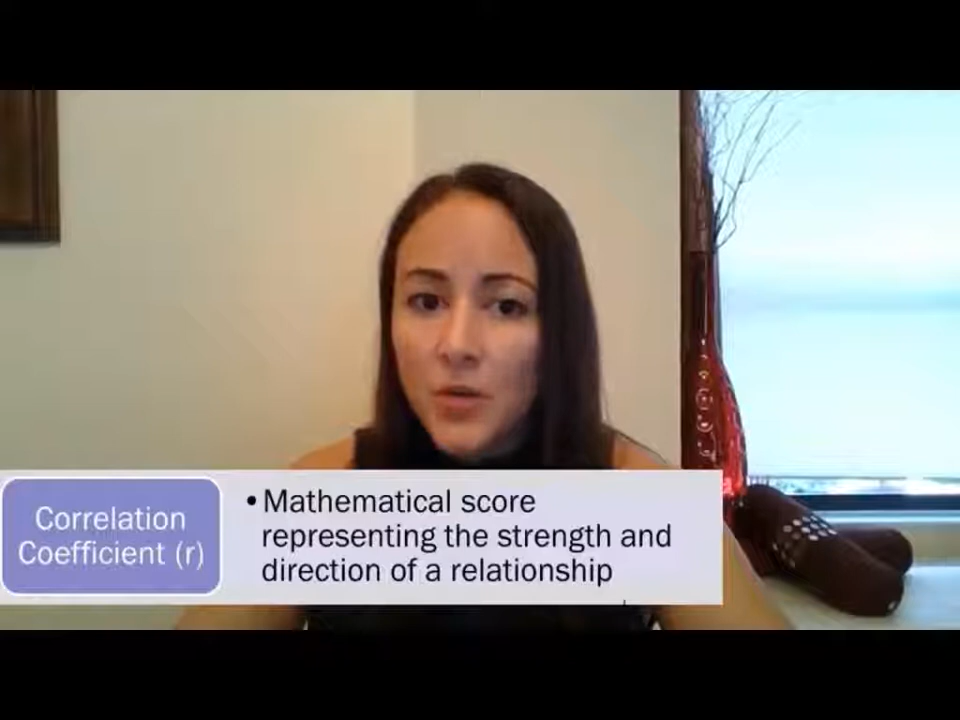 Correlation
Coefficient (r)
•Mathematical score
representing the strength and
direction of a relationship